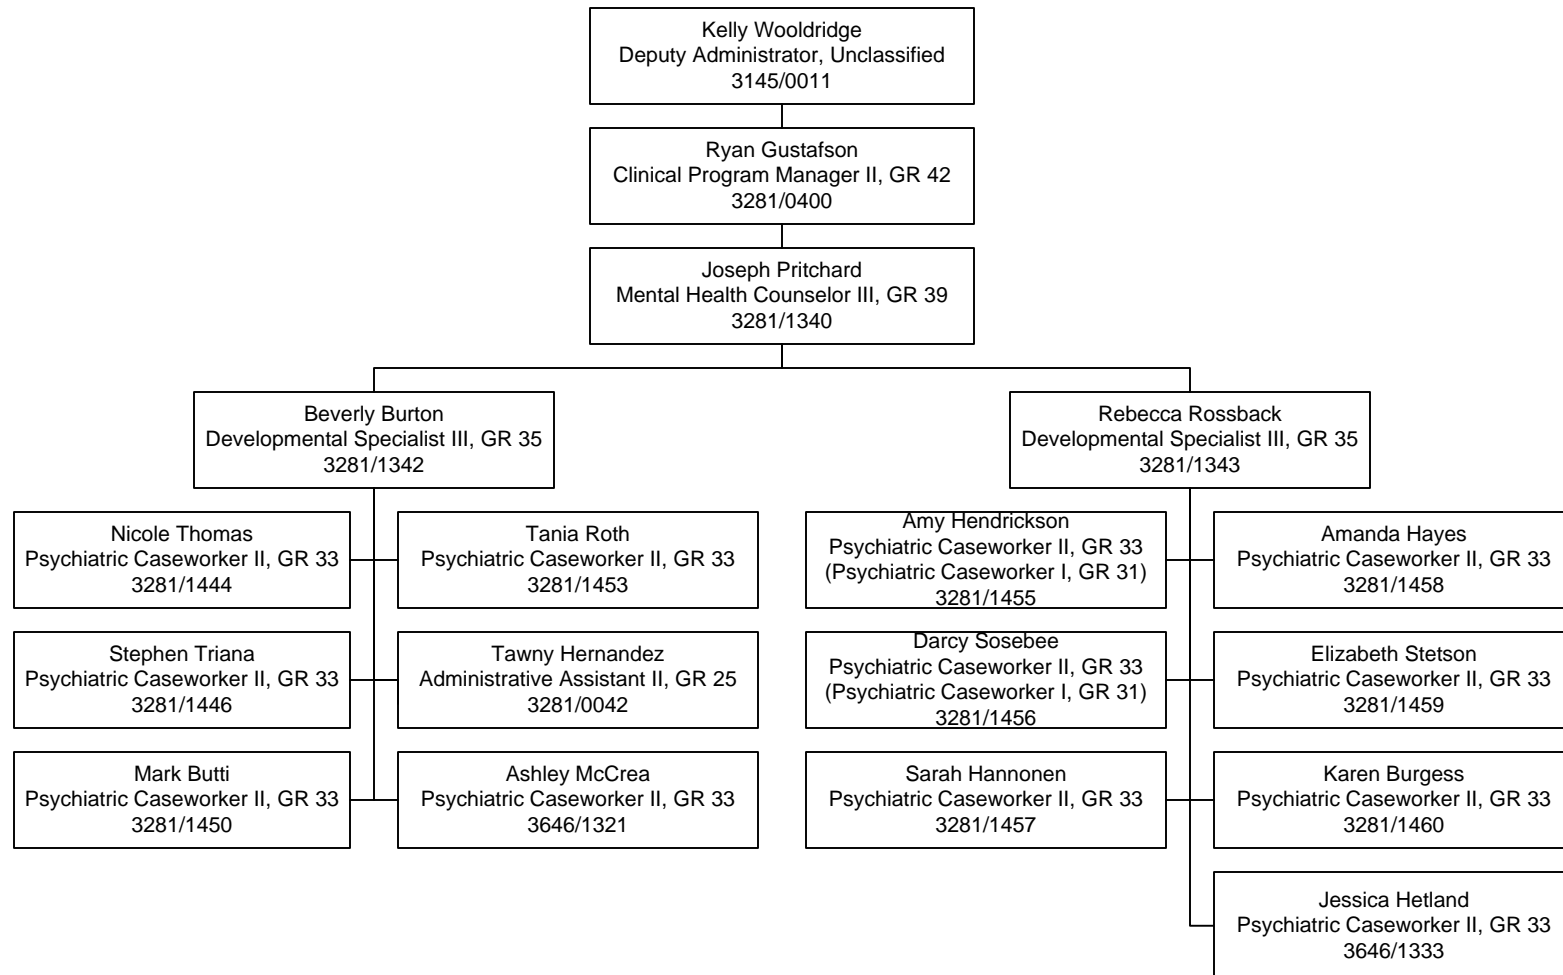 Kelly Wooldridge
Deputy Administrator, Unclassified
3145/0011
Ryan Gustafson
Clinical Program Manager II, GR 42
3281/0400
Joseph Pritchard
Mental Health Counselor III, GR 39
3281/1340
Beverly Burton
Developmental Specialist III, GR 35
3281/1342
Rebecca Rossback
Developmental Specialist III, GR 35
3281/1343
Nicole Thomas
Psychiatric Caseworker II, GR 33
3281/1444
Tania Roth
Psychiatric Caseworker II, GR 33
3281/1453
Amy Hendrickson
Psychiatric Caseworker II, GR 33
(Psychiatric Caseworker I, GR 31)
3281/1455
Amanda Hayes
Psychiatric Caseworker II, GR 33
3281/1458
Stephen Triana
Psychiatric Caseworker II, GR 33
3281/1446
Tawny Hernandez
Administrative Assistant II, GR 25
3281/0042
Darcy Sosebee
Psychiatric Caseworker II, GR 33
(Psychiatric Caseworker I, GR 31)
3281/1456
Elizabeth Stetson
Psychiatric Caseworker II, GR 33
3281/1459
Mark Butti
Psychiatric Caseworker II, GR 33
3281/1450
Ashley McCrea
Psychiatric Caseworker II, GR 33
3646/1321
Sarah Hannonen
Psychiatric Caseworker II, GR 33
3281/1457
Karen Burgess
Psychiatric Caseworker II, GR 33
3281/1460
Jessica Hetland
Psychiatric Caseworker II, GR 33
3646/1333